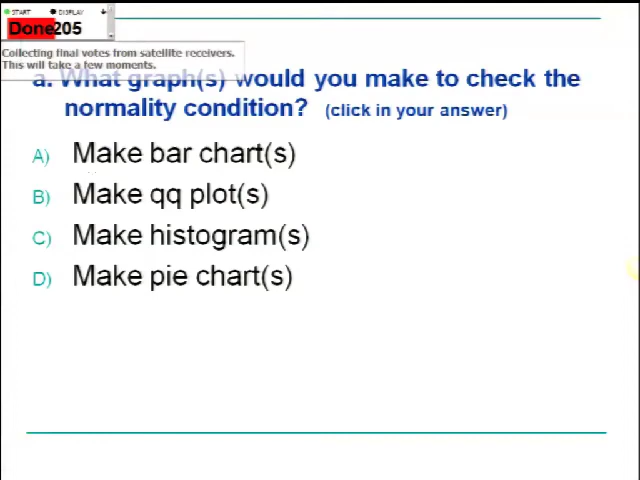 START DISPLAY
Done205
Collecting final votes from satellite receivers.
This will take a few moments.
a. What graph(s) would you make to check the
normality condition? (click in your answer)
A) Make bar chart(s)
B) Make qq plot(s)
C) Make histogram(s)
D) Make pie chart(s)